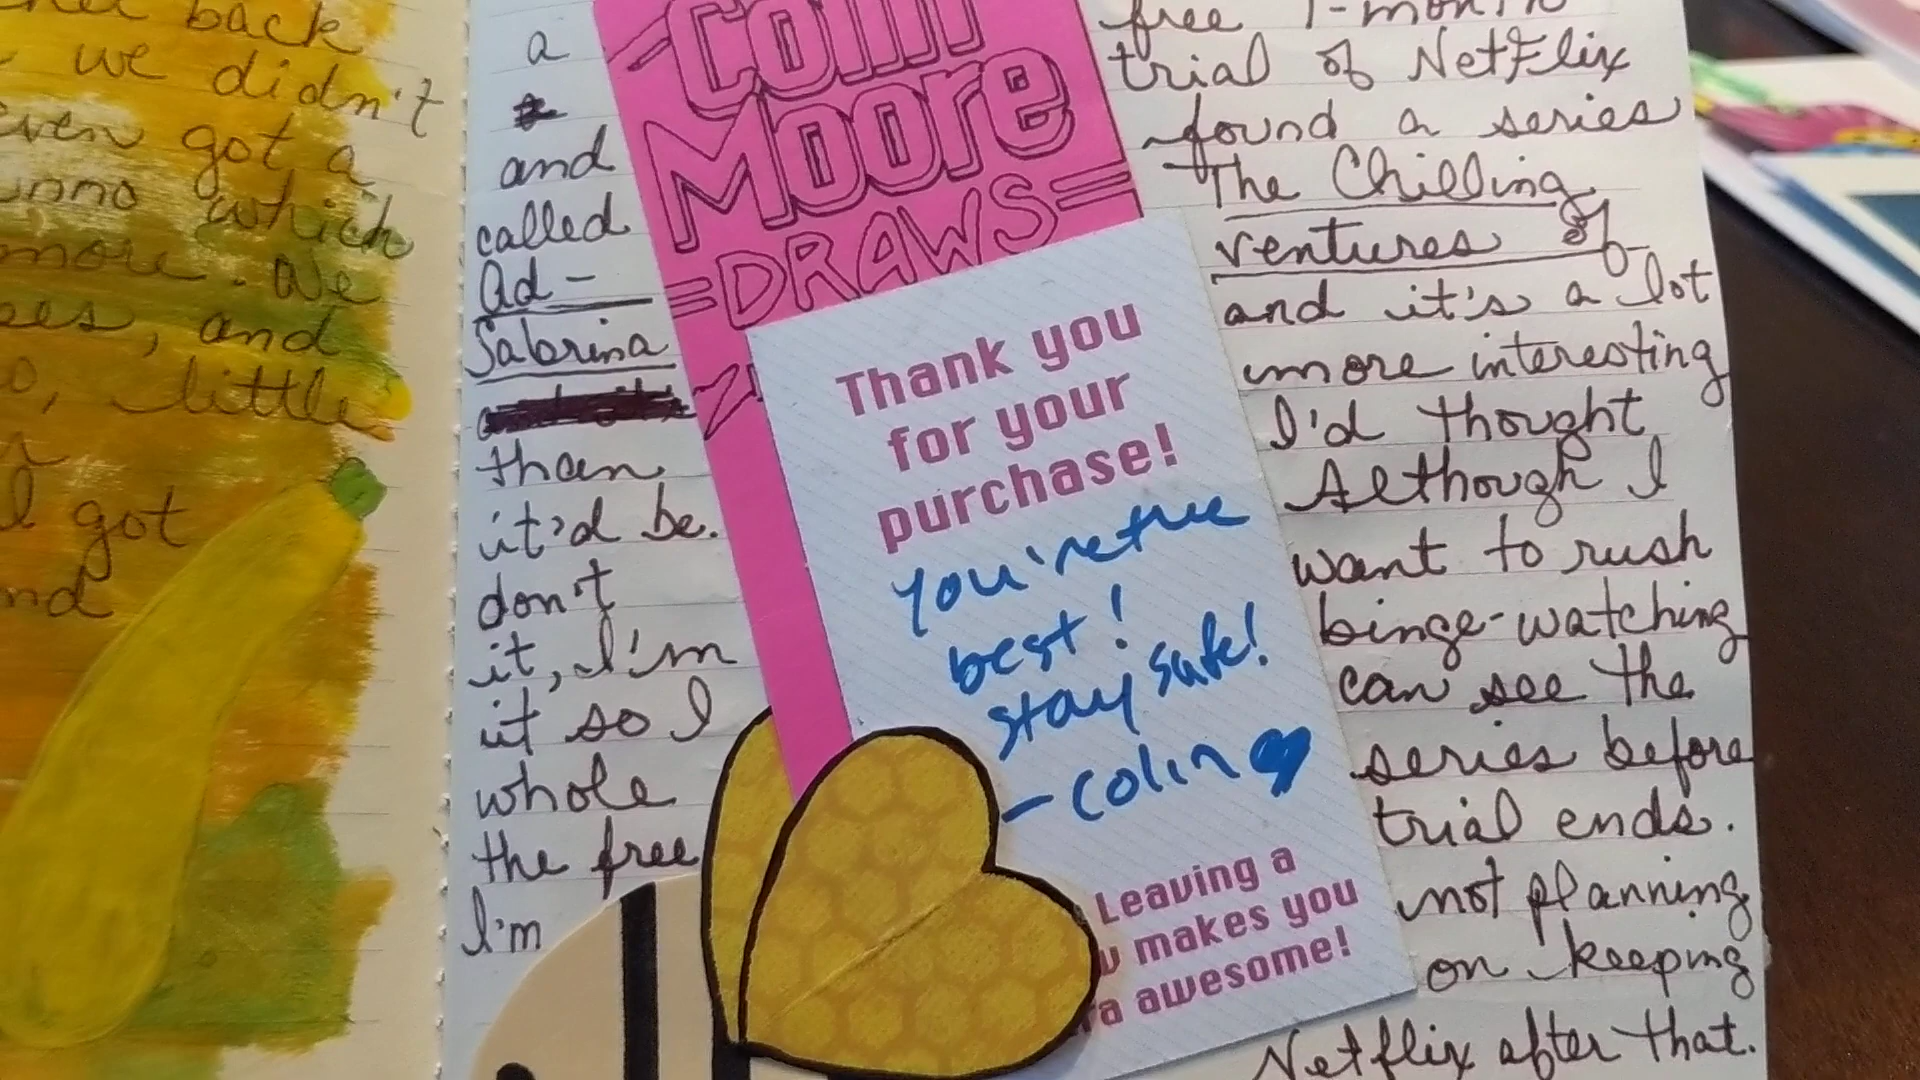 back
we didn't
got a
which
more. We
and
little
I got
a free 1-month
trial of NetFlix
and found a series
called The Chilling
Ad- ventures of
Sabrina and it's a lot
more interesting
than I'd thought
it'd be. Although I
don't want to rush
it, I'm binge-watching
it so I can see the
whole series before
the free trial ends.
I'm not planning
on keeping
Netflix after that.
Colin
Moore
DRAWS
Thank you
for your
purchase!
You're the
best!
stay safe!
- Colin
Leaving a
makes you
awesome!